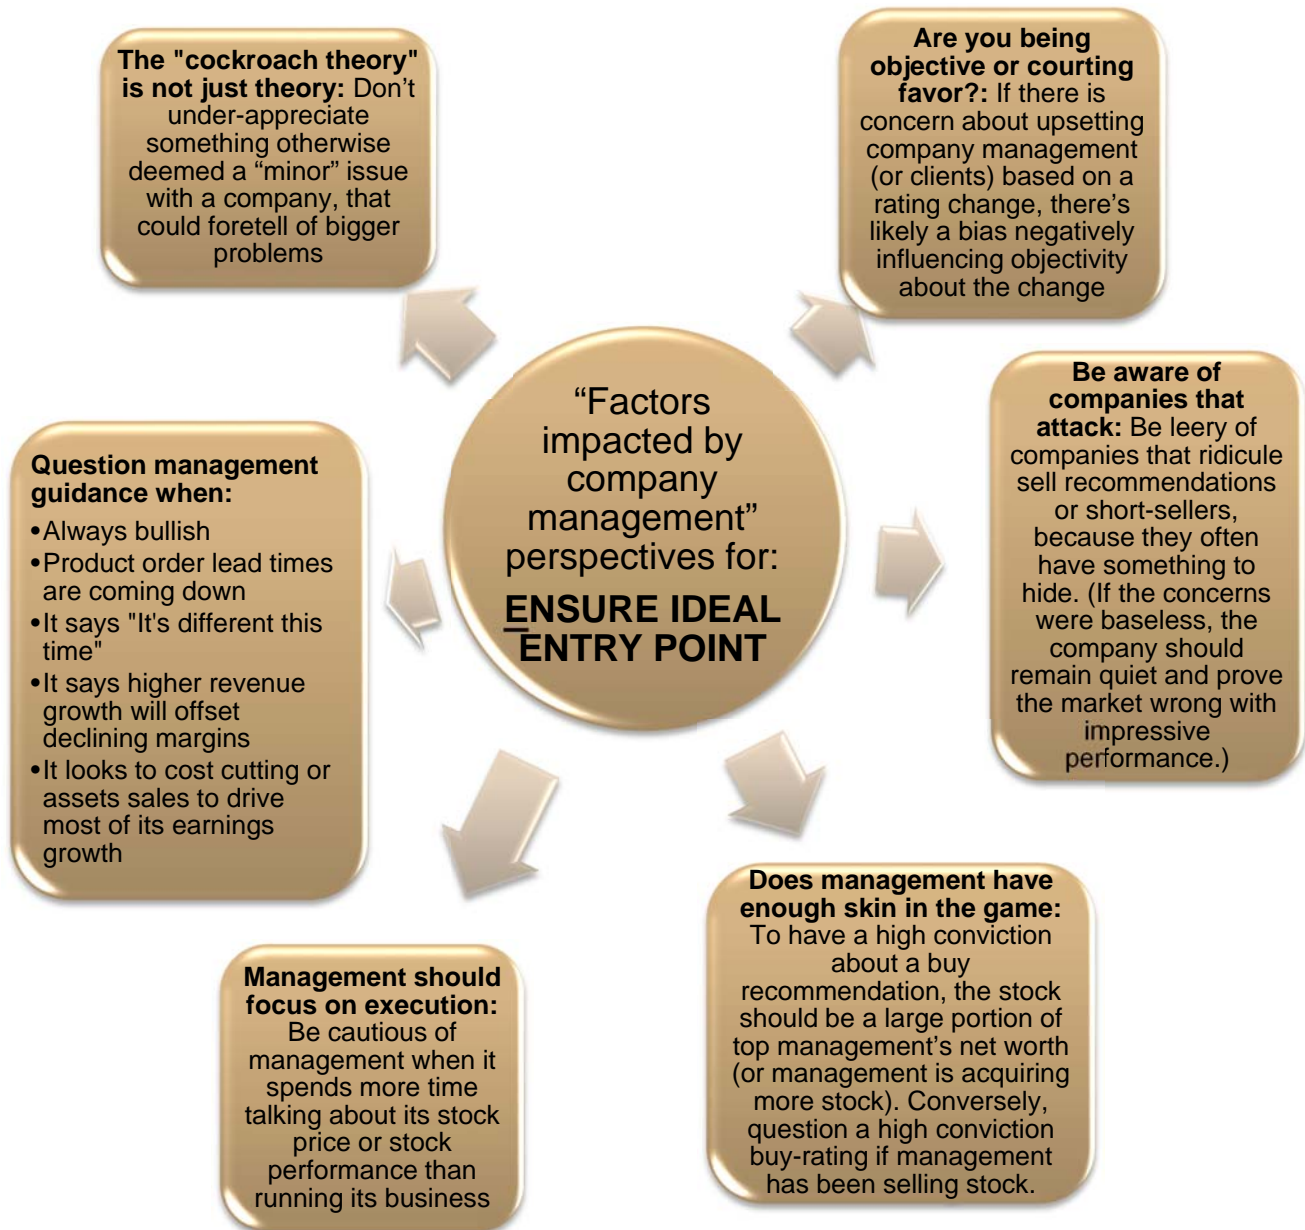 The "cockroach theory"
is not just theory: Don’t
under-appreciate
something otherwise
deemed a “minor” issue
with a company, that
could foretell of bigger
problems
Are you being
objective or courting
favor?: If there is
concern about upsetting
company management
(or clients) based on a
rating change, there’s
likely a bias negatively
influencing objectivity
about the change
“Factors
impacted by
company
management”
perspectives for:
ENSURE IDEAL
ENTRY POINT
Be aware of
companies that
attack: Be leery of
companies that ridicule
sell recommendations
or short-sellers,
because they often
have something to
hide. (If the concerns
were baseless, the
company should
remain quiet and prove
the market wrong with
impressive
performance.)
Question management
guidance when:
•Always bullish
•Product order lead times
are coming down
•It says "It's different this
time"
•It says higher revenue
growth will offset
declining margins
•It looks to cost cutting or
assets sales to drive
most of its earnings
growth
Does management have
enough skin in the game:
To have a high conviction
about a buy
recommendation, the stock
should be a large portion of
top management’s net worth
(or management is acquiring
more stock). Conversely,
question a high conviction
buy-rating if management
has been selling stock.
Management should
focus on execution:
Be cautious of
management when it
spends more time
talking about its stock
price or stock
performance than
running its business